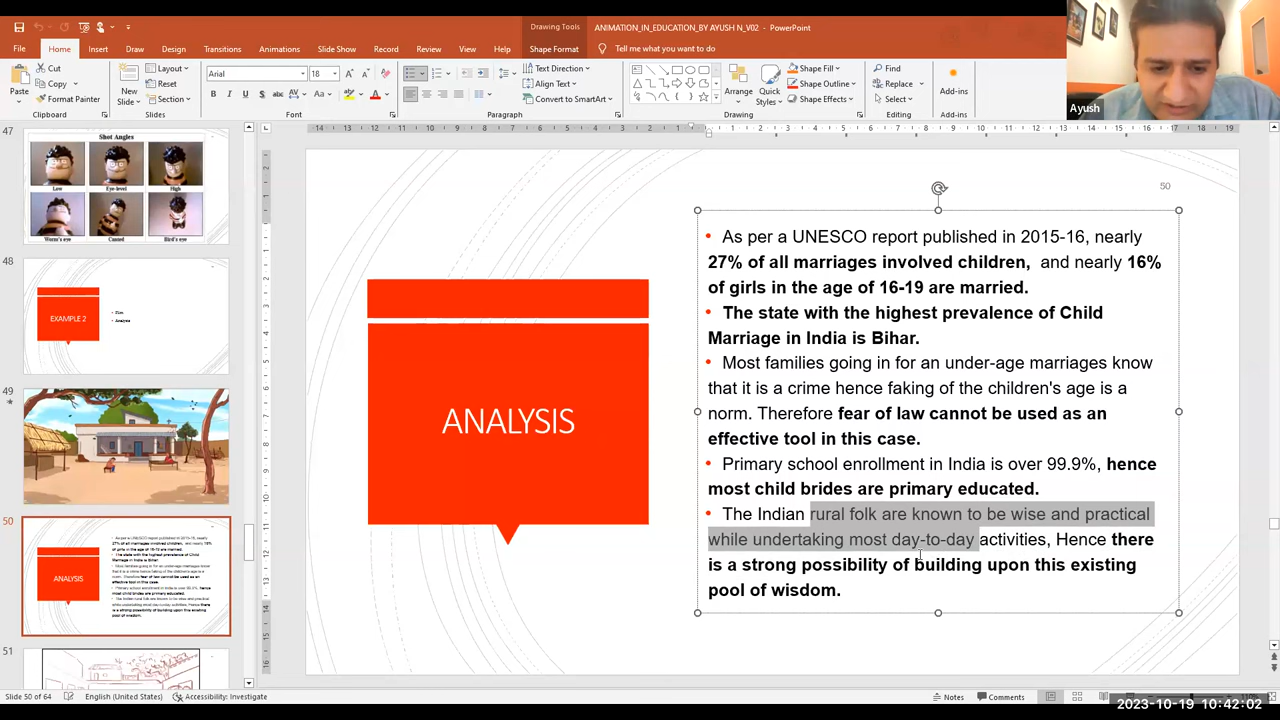 Drawing Tools
ANIMATION_IN_EDUCATION_BY AYUSH N_V02 - PowerPoint
File Home Insert Draw Design Transitions Animations Slide Show Record Review View Help Shape Format Tell me what you want to do
Paste
Cut
Copy
Format Painter
Clipboard
New Slide
Layout
Reset
Section
Slides
Arial 18
Font
Text Direction
Align Text
Convert to SmartArt
Paragraph
Arrange
Quick Styles
Shape Fill
Shape Outline
Shape Effects
Drawing
Find
Replace
Select
Editing
Add-ins
Add-ins
Ayush
47
Shot Angles
Low Eye-level High
Worm's eye Canted Bird's eye
48
EXAMPLE 2
Film
Analysis
49
50
ANALYSIS
51
50
ANALYSIS
• As per a UNESCO report published in 2015-16, nearly
27% of all marriages involved children, and nearly 16%
of girls in the age of 16-19 are married.
• The state with the highest prevalence of Child
Marriage in India is Bihar.
• Most families going in for an under-age marriages know
that it is a crime hence faking of the children's age is a
norm. Therefore fear of law cannot be used as an
effective tool in this case.
• Primary school enrollment in India is over 99.9%, hence
most child brides are primary educated.
• The Indian rural folk are known to be wise and practical
while undertaking most day-to-day activities, Hence there
is a strong possibility of building upon this existing
pool of wisdom.
Slide 50 of 64 English (United States) Accessibility: Investigate Notes Comments
2023-10-19 10:42:02